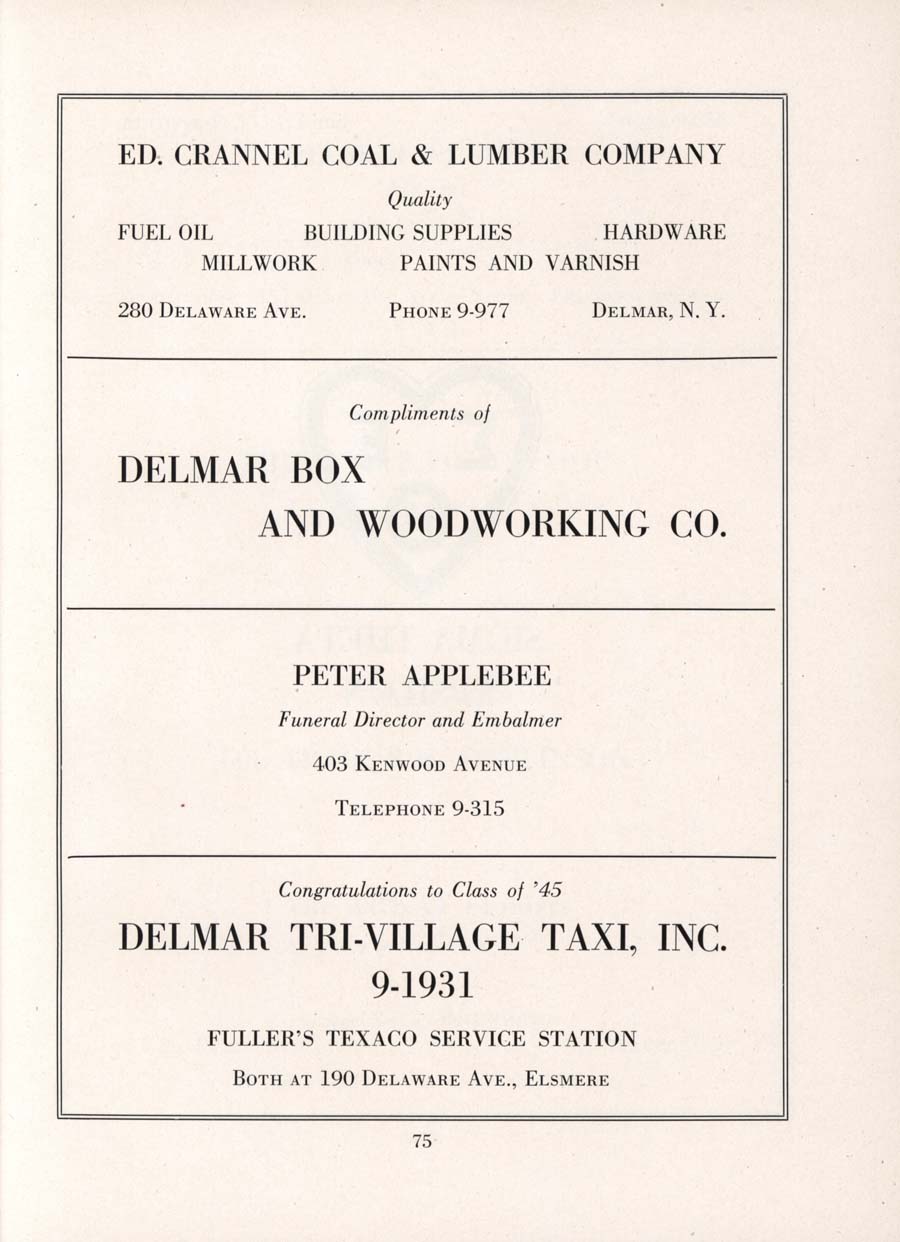 ED. CRANNEL COAL & LUMBER COMPANY
Quality
FUEL OIL BUILDING SUPPLIES HARDWARE
MILLWORK PAINTS AND VARNISH
280 DELAWARE AVE. PHONE 9-977 DELMAR, N. Y.
Compliments of
DELMAR BOX
AND WOODWORKING CO.
PETER APPLEBEE
Funeral Director and Embalmer
403 KENWOOD AVENUE
TELEPHONE 9-315
Congratulations to Class of '45
DELMAR TRI-VILLAGE TAXI, INC.
9-1931
FULLER'S TEXACO SERVICE STATION
BOTH AT 190 DELAWARE AVE., ELSMERE
75